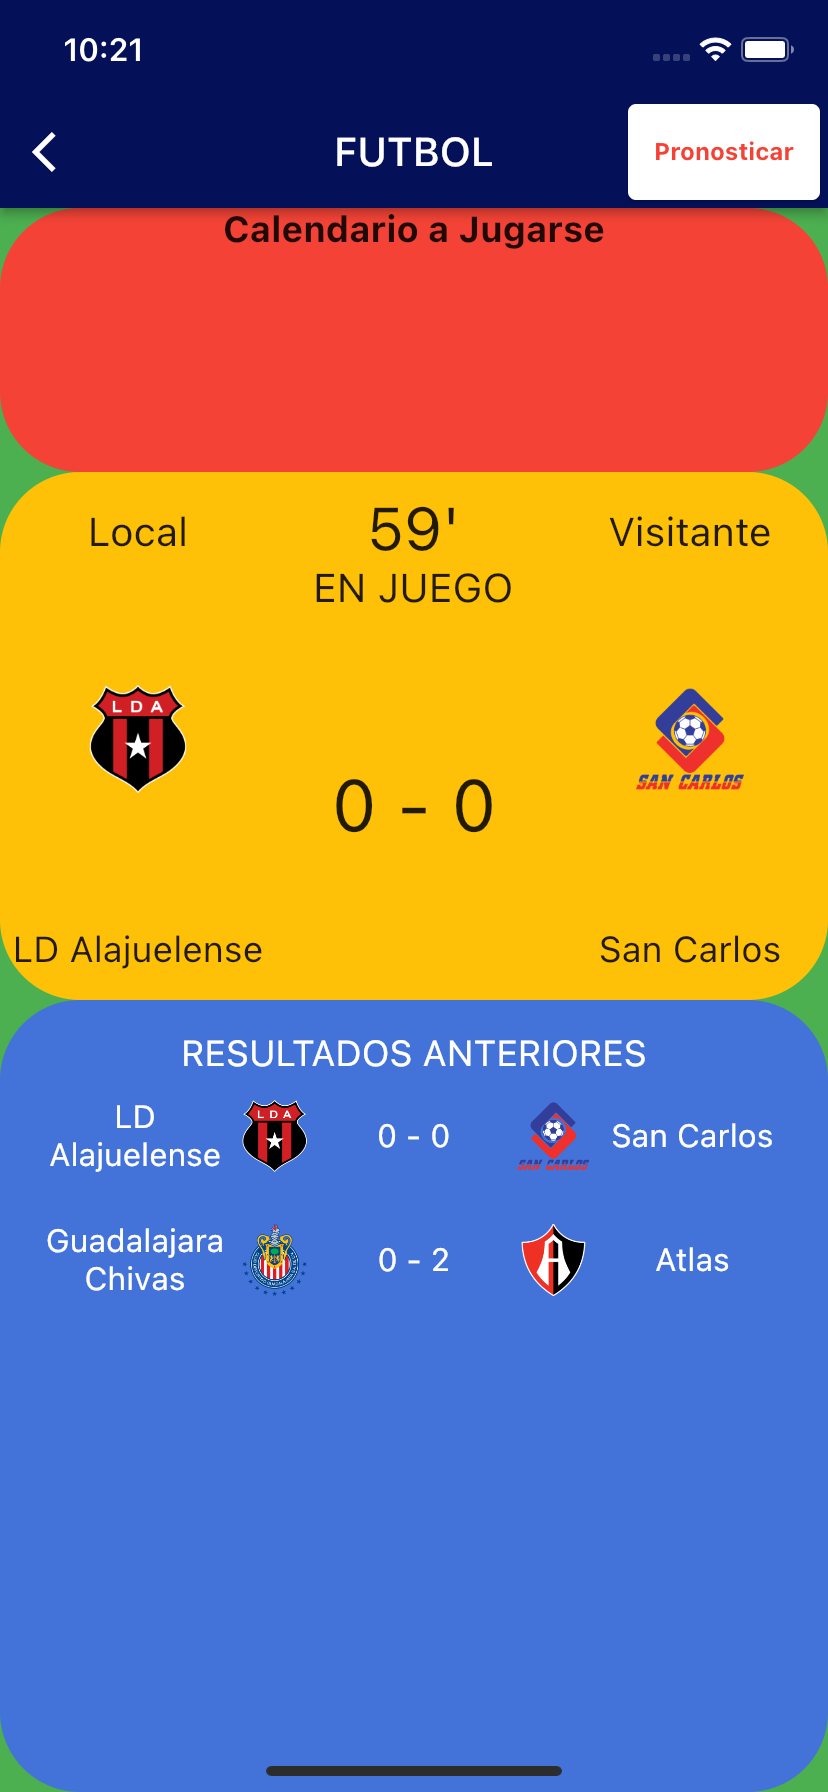 10:21
FUTBOL
Pronosticar
Calendario a Jugarse
Local
59'
Visitante
EN JUEGO
LDA
SAN CARLOS
0 - 0
LD Alajuelense
San Carlos
RESULTADOS ANTERIORES
LD
Alajuelense
LDA
0 - 0
SAN CARLOS
San Carlos
Guadalajara
Chivas
0 - 2
A
Atlas